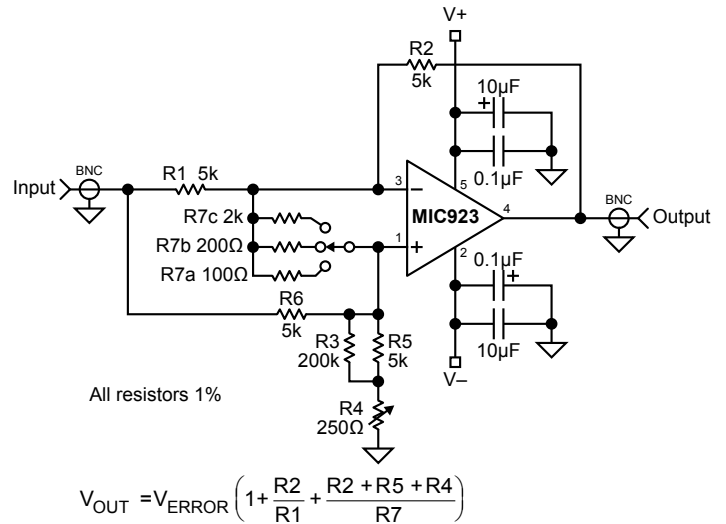 V+
R2
5k
10µF
+
0.1µF
BNC
R1 5k
Input
3
−
5
MIC923
4
BNC
Output
R7c 2k
R7b 200Ω
1
+
R7a 100Ω
2
0.1µF
+
R6
5k
R3
200k
R5
5k
10µF
V–
All resistors 1%
R4
250Ω
V_OUT = V_ERROR (1+ R2/R1 + (R2 + R5 + R4)/R7)